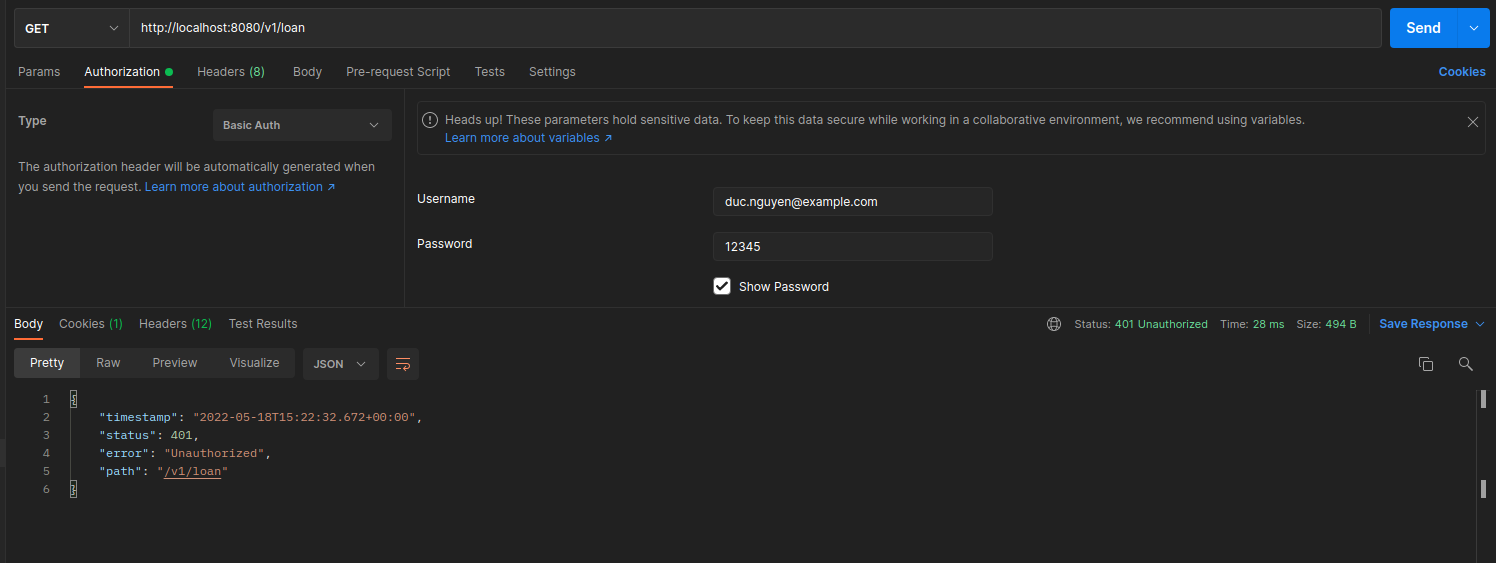 GET http://localhost:8080/v1/loan Send
Params Authorization Headers (8) Body Pre-request Script Tests Settings Cookies
Type Basic Auth
The authorization header will be automatically generated when
you send the request. Learn more about authorization ↗
Heads up! These parameters hold sensitive data. To keep this data secure while working in a collaborative environment, we recommend using variables.
Learn more about variables ↗
Username duc.nguyen@example.com
Password 12345
Show Password
Body Cookies (1) Headers (12) Test Results Status: 401 Unauthorized Time: 28 ms Size: 494 B Save Response
Pretty Raw Preview Visualize JSON
1 {
2 "timestamp": "2022-05-18T15:22:32.672+00:00",
3 "status": 401,
4 "error": "Unauthorized",
5 "path": "/v1/loan"
6 }